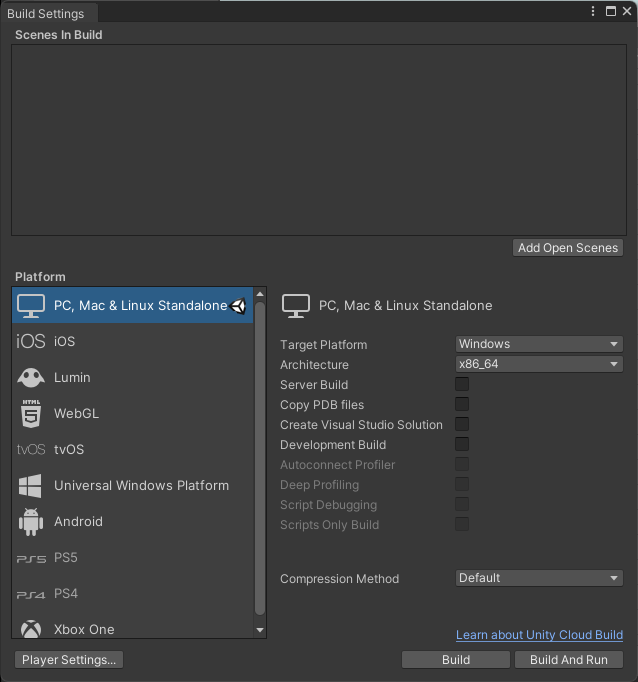 Build Settings
Scenes In Build
Add Open Scenes
Platform
PC, Mac & Linux Standalone
iOS iOS
Lumin
HTML 5 WebGL
tvOS tvOS
Universal Windows Platform
Android
PS5 PS5
PS4 PS4
Xbox One
PC, Mac & Linux Standalone
Target Platform Windows
Architecture x86_64
Server Build
Copy PDB files
Create Visual Studio Solution
Development Build
Autoconnect Profiler
Deep Profiling
Script Debugging
Scripts Only Build
Compression Method Default
Learn about Unity Cloud Build
Player Settings... Build Build And Run